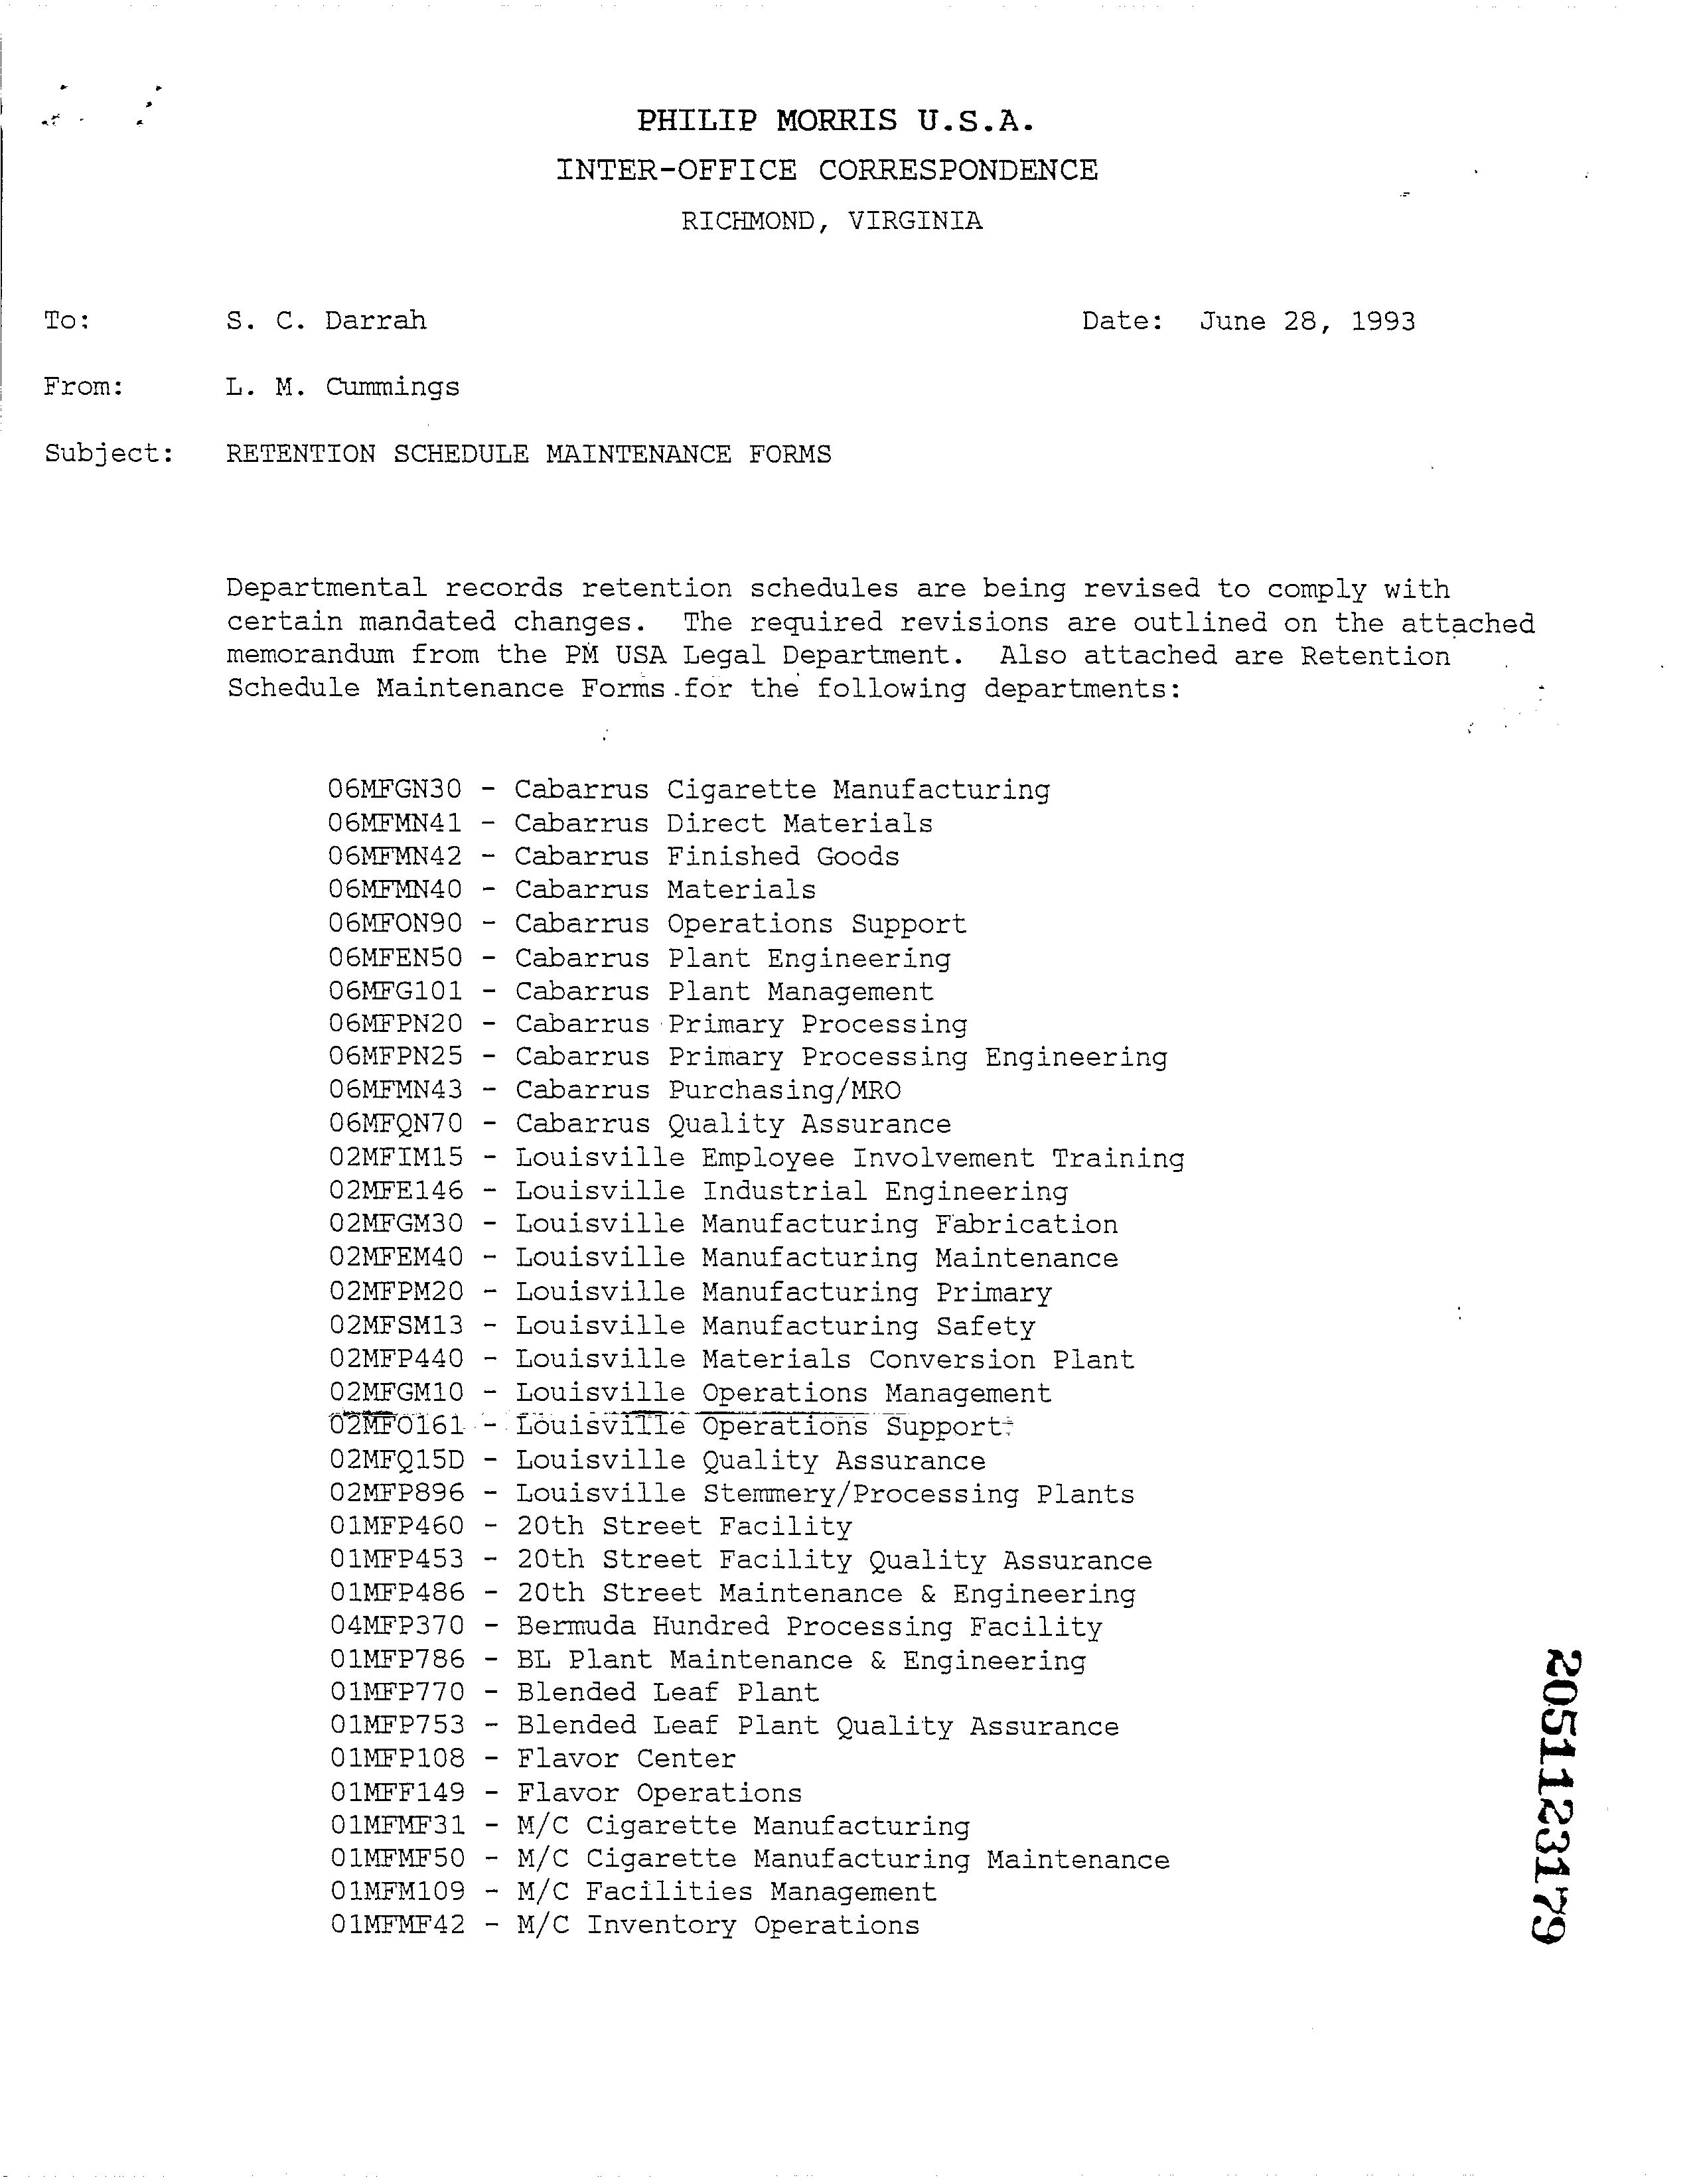 PHILIP MORRIS U.S.A.
INTER-OFFICE CORRESPONDENCE
RICHMOND, VIRGINIA
To: S. C. Darrah Date: June 28, 1993
From: L. M. Cummings
Subject: RETENTION SCHEDULE MAINTENANCE FORMS
Departmental records retention schedules are being revised to comply with
certain mandated changes. The required revisions are outlined on the attached
memorandum from the PM USA Legal Department. Also attached are Retention
Schedule Maintenance Forms for the following departments:
06MFGN30 - Cabarrus Cigarette Manufacturing
06MFMN41 - Cabarrus Direct Materials
06MFMN42 - Cabarrus Finished Goods
06MFMN40 - Cabarrus Materials
06MFON90 - Cabarrus Operations Support
06MFEN50 - Cabarrus Plant Engineering
06MFG101 - Cabarrus Plant Management
06MFPN20 - Cabarrus Primary Processing
06MFPN25 - Cabarrus Primary Processing Engineering
06MFMN43 - Cabarrus Purchasing/MRO
06MFQN70 - Cabarrus Quality Assurance
02MFIM15 - Louisville Employee Involvement Training
02MFE146 - Louisville Industrial Engineering
02MFGM30 - Louisville Manufacturing Fabrication
02MFEM40 - Louisville Manufacturing Maintenance
02MFPM20 - Louisville Manufacturing Primary
02MFSM13 - Louisville Manufacturing Safety
02MFP440 - Louisville Materials Conversion Plant
02MFGM10 - Louisville Operations Management
02MFO161 - Louisville Operations Support
02MFQ15D - Louisville Quality Assurance
02MFP896 - Louisville Stemmery/Processing Plants
01MFP460 - 20th Street Facility
01MFP453 - 20th Street Facility Quality Assurance
01MFP486 - 20th Street Maintenance & Engineering
04MFP370 - Bermuda Hundred Processing Facility
01MFP786 - BL Plant Maintenance & Engineering
01MFP770 - Blended Leaf Plant
01MFP753 - Blended Leaf Plant Quality Assurance
01MFP108 - Flavor Center
01MFF149 - Flavor Operations
01MFMF31 - M/C Cigarette Manufacturing
01MFMF50 - M/C Cigarette Manufacturing Maintenance
01MFM109 - M/C Facilities Management
01MFMF42 - M/C Inventory Operations
2051123179